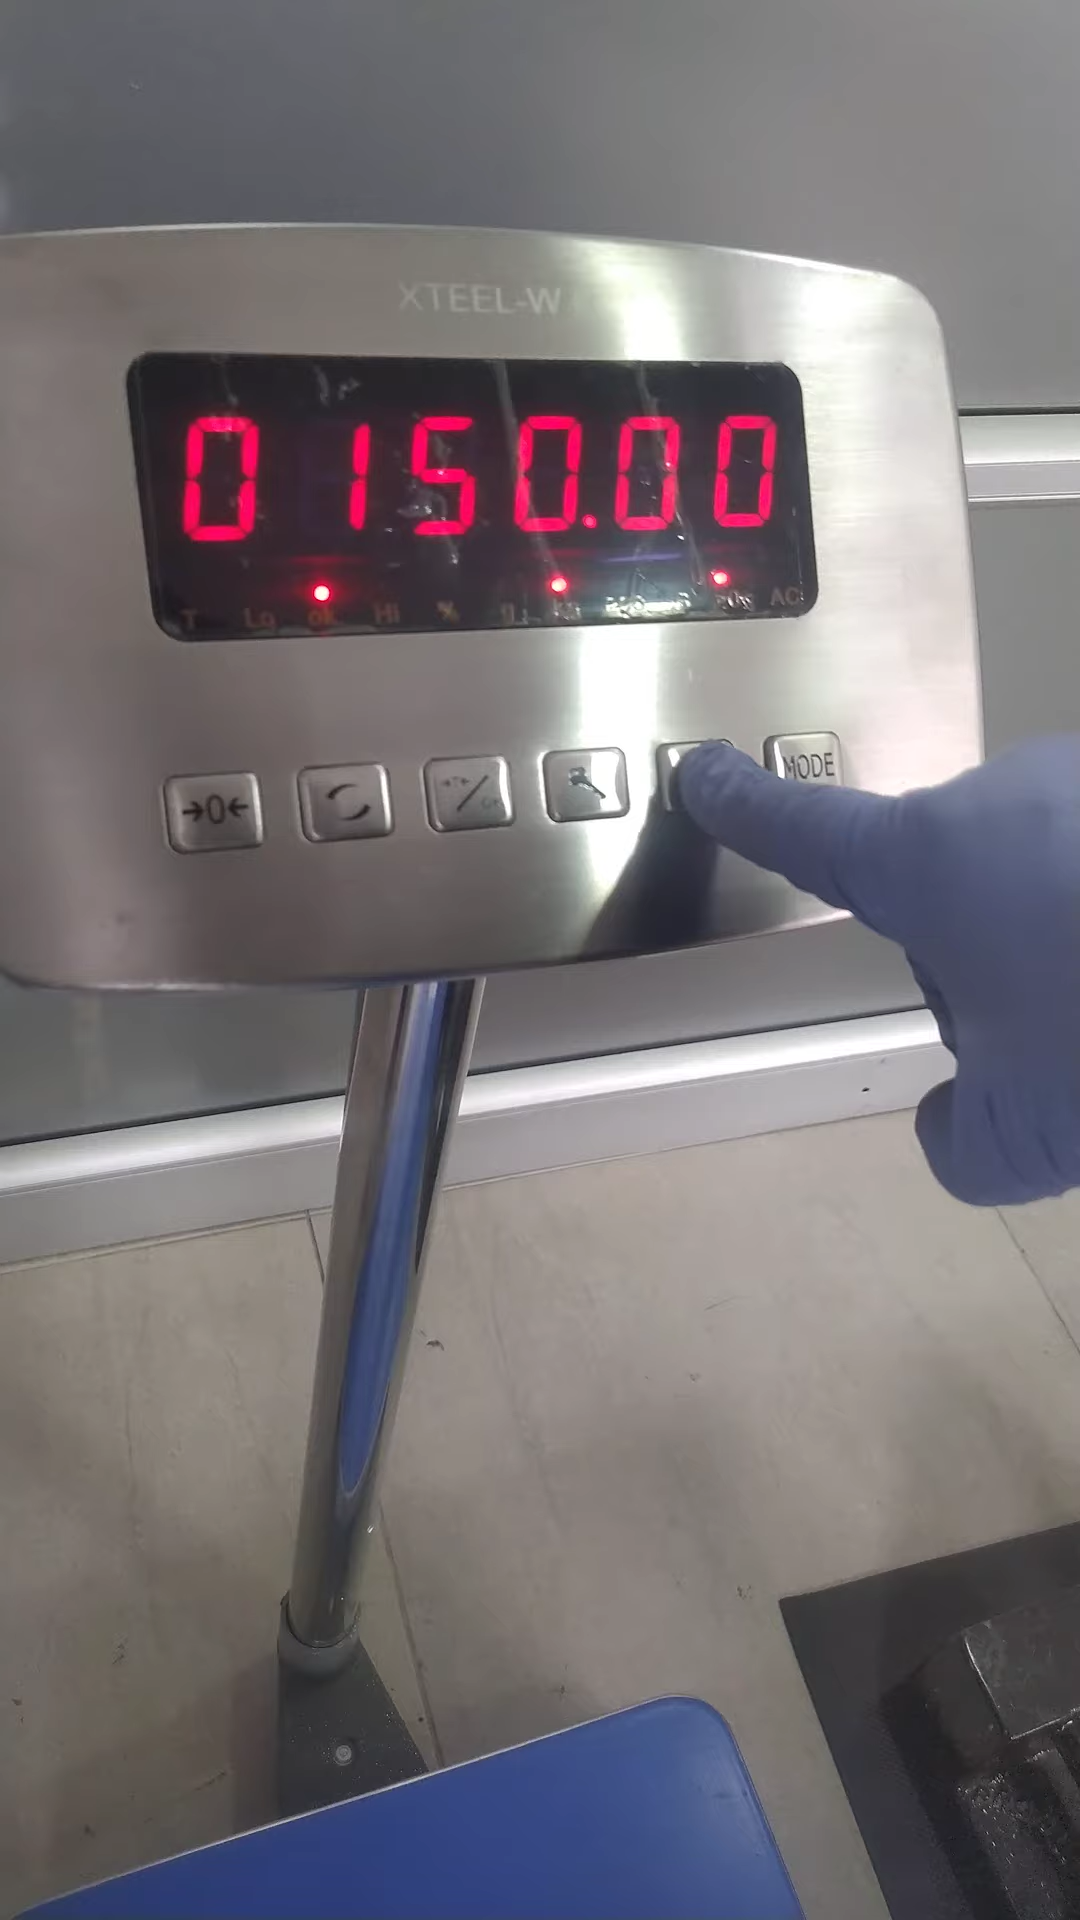 XTEEL-W
0150.00
T Lo ok Hi % g kg AC
→0← →T← MODE